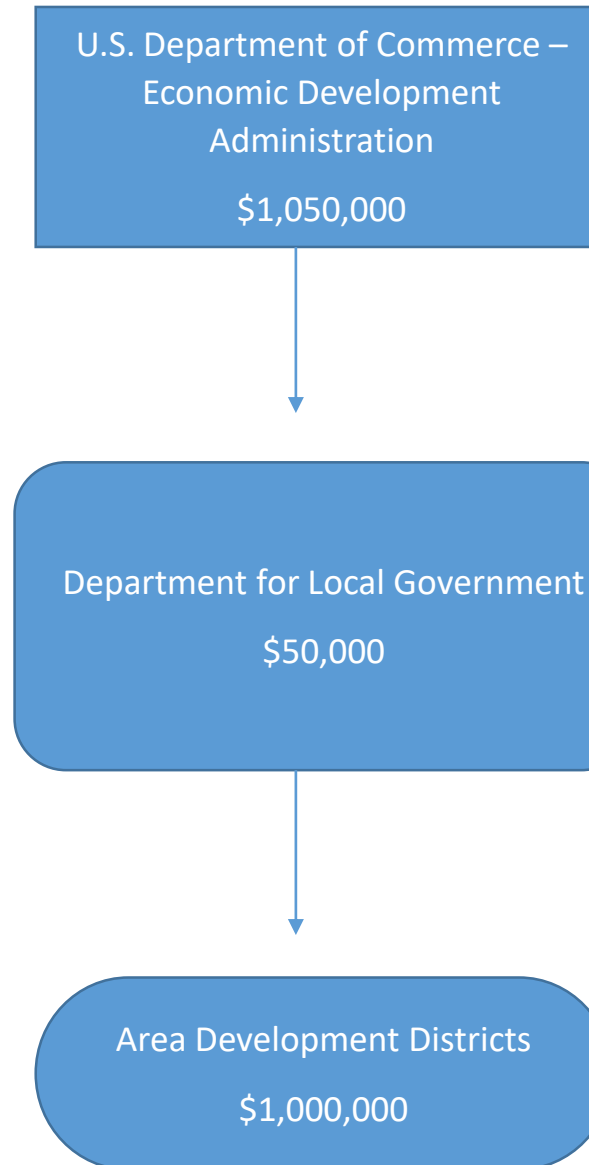 U.S. Department of Commerce –
Economic Development
Administration
$1,050,000
Department for Local Government
$50,000
Area Development Districts
$1,000,000